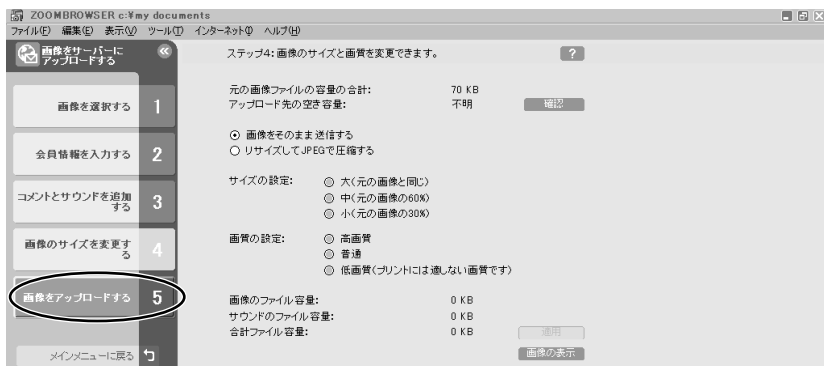 ZOOMBROWSER c:¥my documents
ファイル(F) 編集(E) 表示(V) ツール(T) インターネット(I) ヘルプ(H)
画像をサーバーに
アップロードする
«
ステップ4: 画像のサイズと画質を変更できます。
?
画像を選択する 1
会員情報を入力する 2
コメントとサウンドを追加
する 3
画像のサイズを変更す
る 4
画像をアップロードする 5
メインメニューに戻る
元の画像ファイルの容量の合計: 70 KB
アップロード先の空き容量: 不明 確認
画像をそのまま送信する
リサイズしてJPEGで圧縮する
サイズの設定: 大(元の画像と同じ)
中(元の画像の60%)
小(元の画像の30%)
画質の設定: 高画質
普通
低画質(プリントには適しない画質です)
画像のファイル容量: 0 KB
サウンドのファイル容量: 0 KB
合計ファイル容量: 0 KB 適用
画像の表示